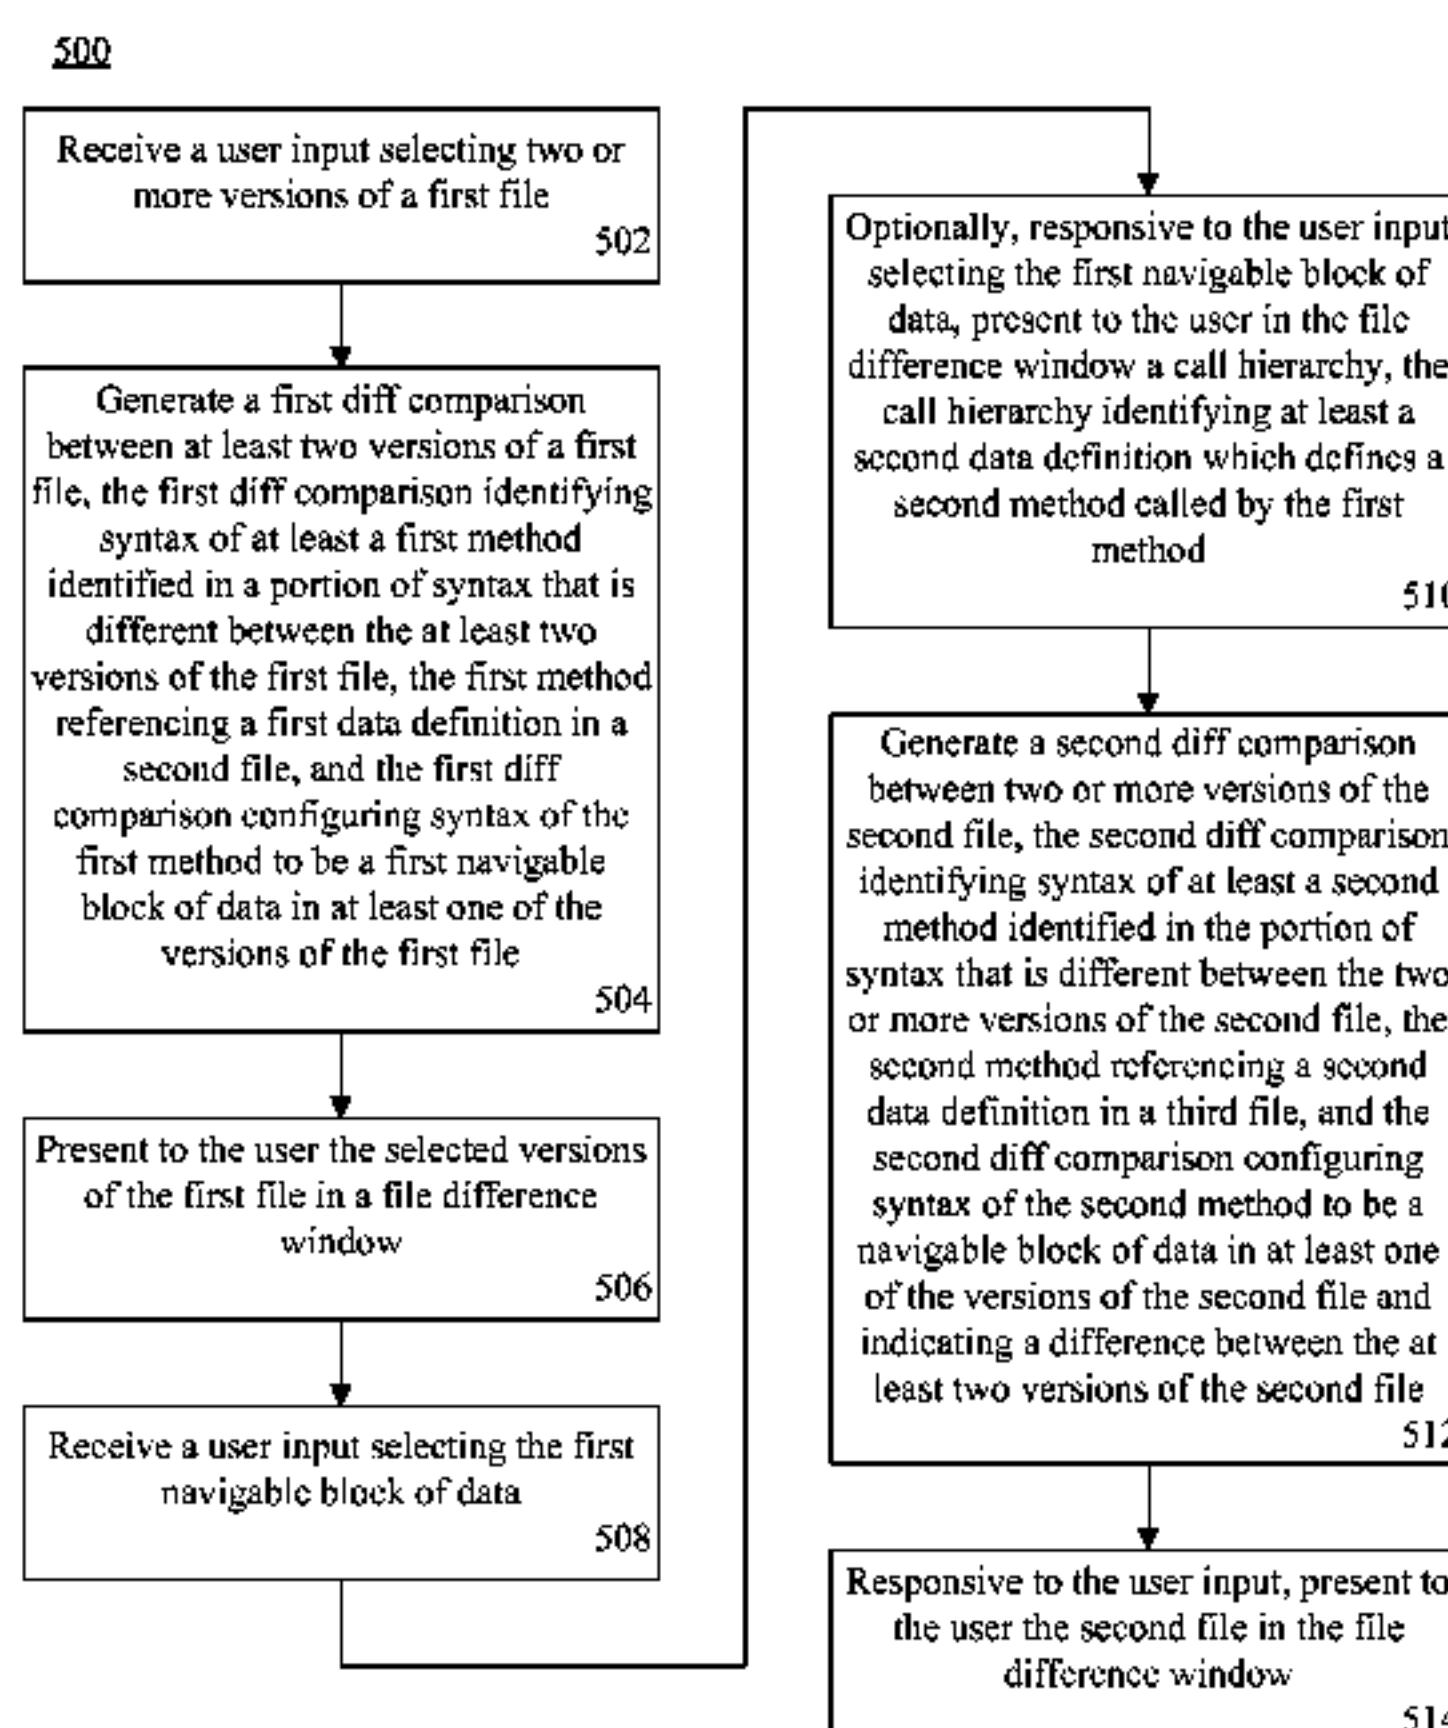 500
Receive a user input selecting two or
more versions of a first file
502
Generate a first diff comparison
between at least two versions of a first
file, the first diff comparison identifying
syntax of at least a first method
identified in a portion of syntax that is
different between the at least two
versions of the first file, the first method
referencing a first data definition in a
second file, and the first diff
comparison configuring syntax of the
first method to be a first navigable
block of data in at least one of the
versions of the first file
504
Present to the user the selected versions
of the first file in a file difference
window
506
Receive a user input selecting the first
navigable block of data
508
Optionally, responsive to the user input
selecting the first navigable block of
data, present to the user in the file
difference window a call hierarchy, the
call hierarchy identifying at least a
second data definition which defines a
second method called by the first
method
510
Generate a second diff comparison
between two or more versions of the
second file, the second diff comparison
identifying syntax of at least a second
method identified in the portion of
syntax that is different between the two
or more versions of the second file, the
second method referencing a second
data definition in a third file, and the
second diff comparison configuring
syntax of the second method to be a
navigable block of data in at least one
of the versions of the second file and
indicating a difference between the at
least two versions of the second file
512
Responsive to the user input, present to
the user the second file in the file
difference window
514